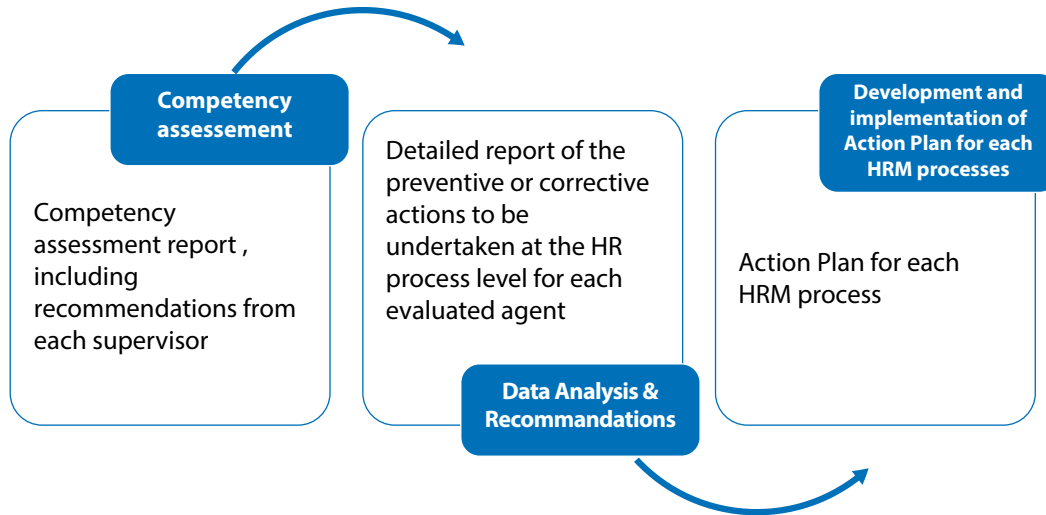 Competency
assessement
Competency
assessment report ,
including
recommendations from
each supervisor
Detailed report of the
preventive or corrective
actions to be
undertaken at the HR
process level for each
evaluated agent
Data Analysis &
Recommandations
Development and
implementation of
Action Plan for each
HRM processes
Action Plan for each
HRM process